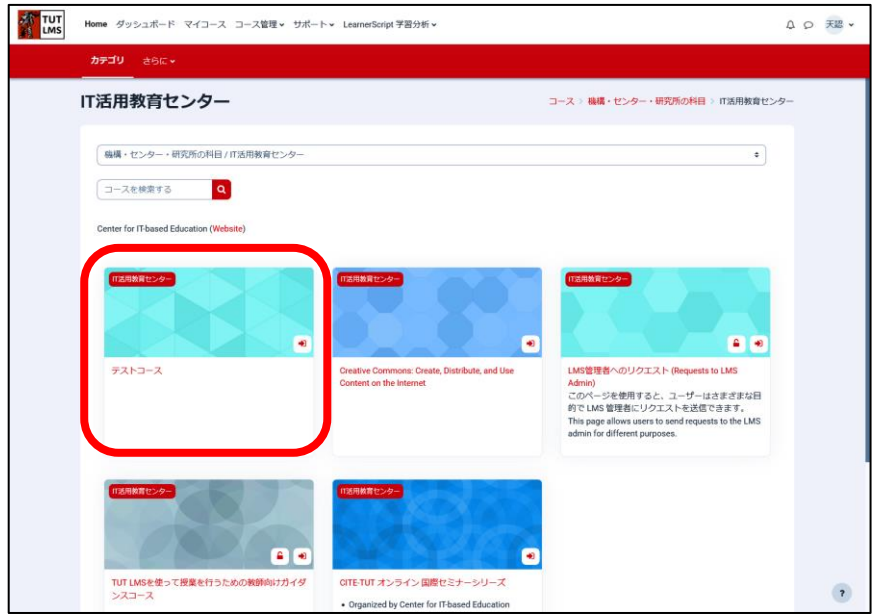 TUT
LMS
Home ダッシュボード マイコース コース管理 サポート LearnerScript 学習分析
天認
カテゴリ さらに
IT活用教育センター
コース 機構・センター・研究所の科目 IT活用教育センター
機構・センター・研究所の科目 / IT活用教育センター
コースを検索する
Center for IT-based Education (Website)
IT活用教育センター
テストコース
IT活用教育センター
Creative Commons: Create, Distribute, and Use
Content on the Internet
IT活用教育センター
LMS管理者へのリクエスト (Requests to LMS
Admin)
このページを使用すると、ユーザーはさまざまな目
的で LMS 管理者にリクエストを送信できます。
This page allows users to send requests to the LMS
admin for different purposes.
IT活用教育センター
TUT LMSを使って授業を行うための教師向けガイダ
ンスコース
IT活用教育センター
CITE-TUT オンライン 国際セミナーシリーズ
• Organized by Center for IT-based Education
?